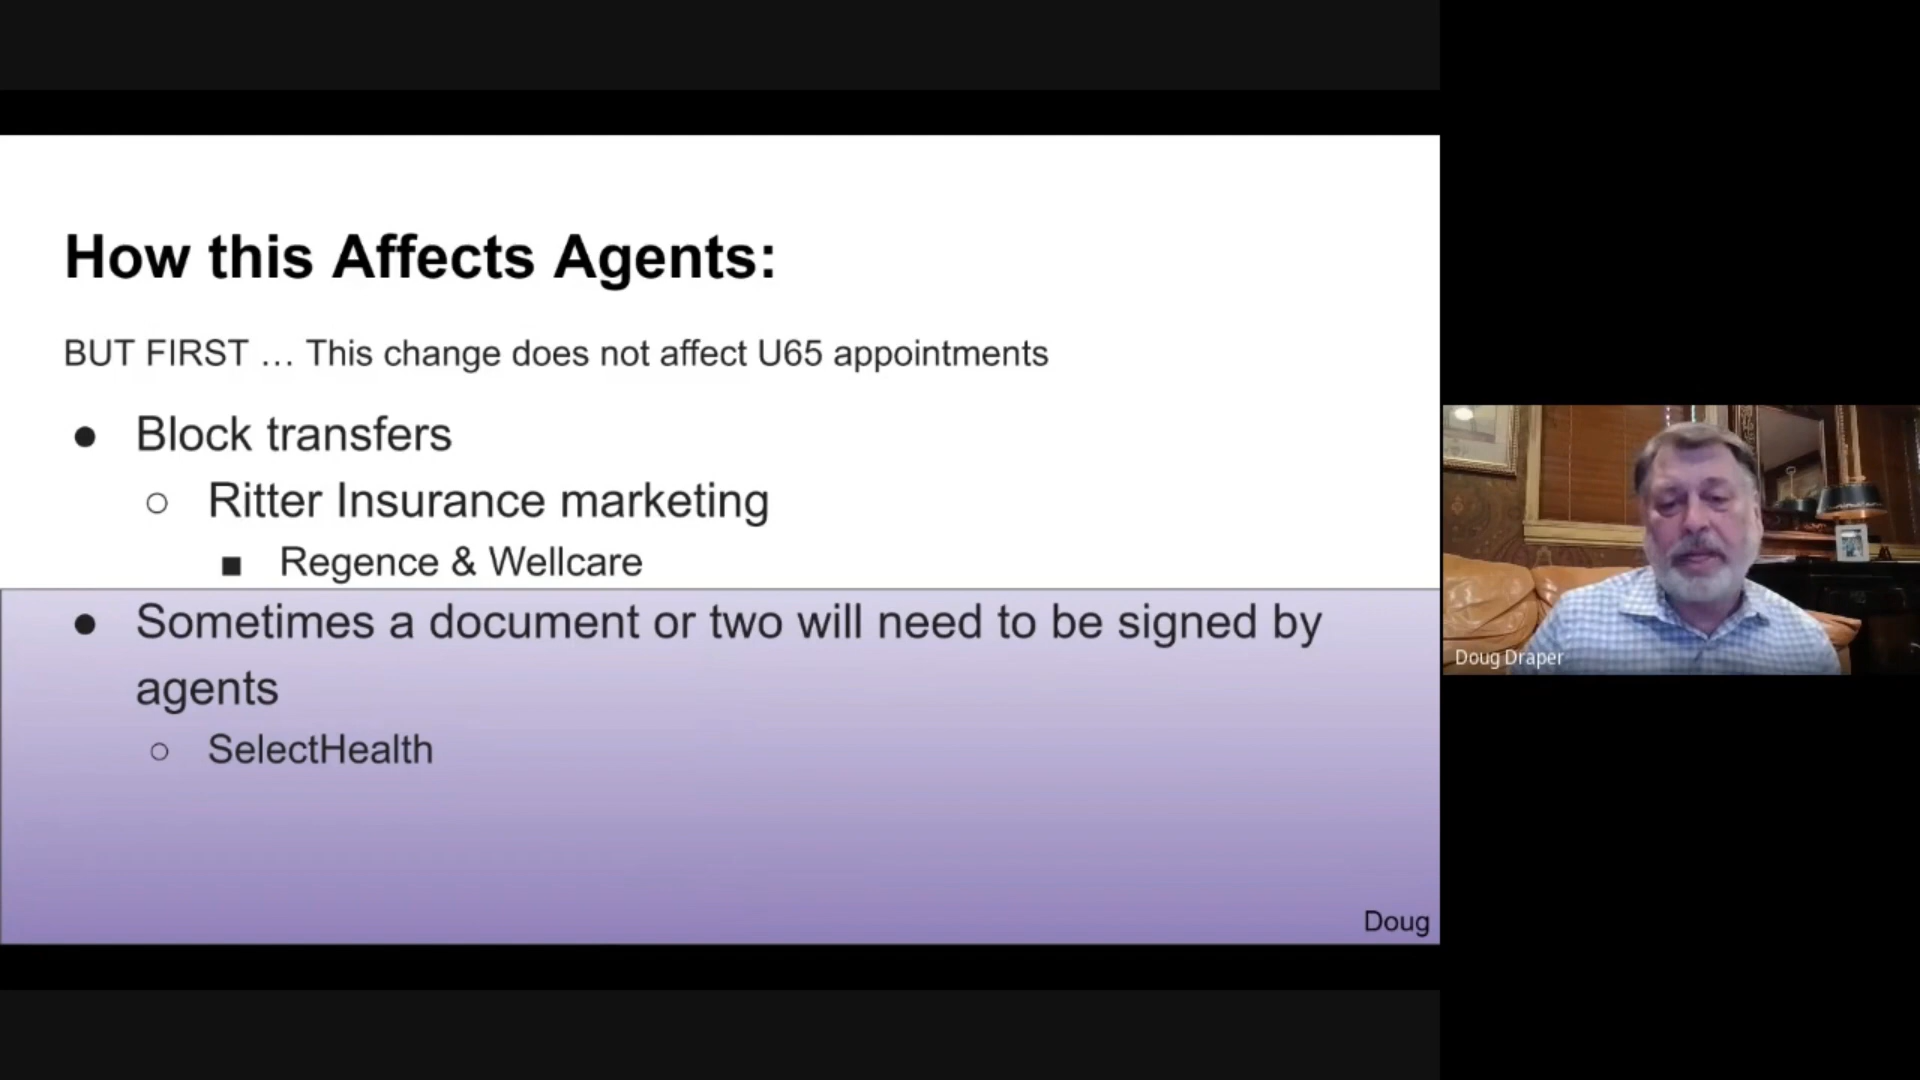 How this Affects Agents:
BUT FIRST … This change does not affect U65 appointments
● Block transfers
○ Ritter Insurance marketing
■ Regence & Wellcare
● Sometimes a document or two will need to be signed by
agents
○ SelectHealth
Doug
Doug Draper